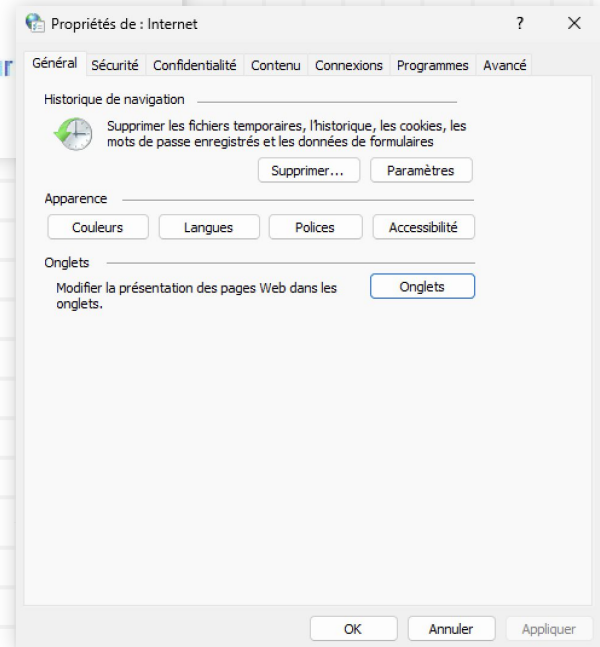 Propriétés de : Internet ?
Général Sécurité Confidentialité Contenu Connexions Programmes Avancé
Historique de navigation
Supprimer les fichiers temporaires, l'historique, les cookies, les
mots de passe enregistrés et les données de formulaires
Supprimer... Paramètres
Apparence
Couleurs Langues Polices Accessibilité
Onglets
Modifier la présentation des pages Web dans les
onglets.
Onglets
OK Annuler Appliquer